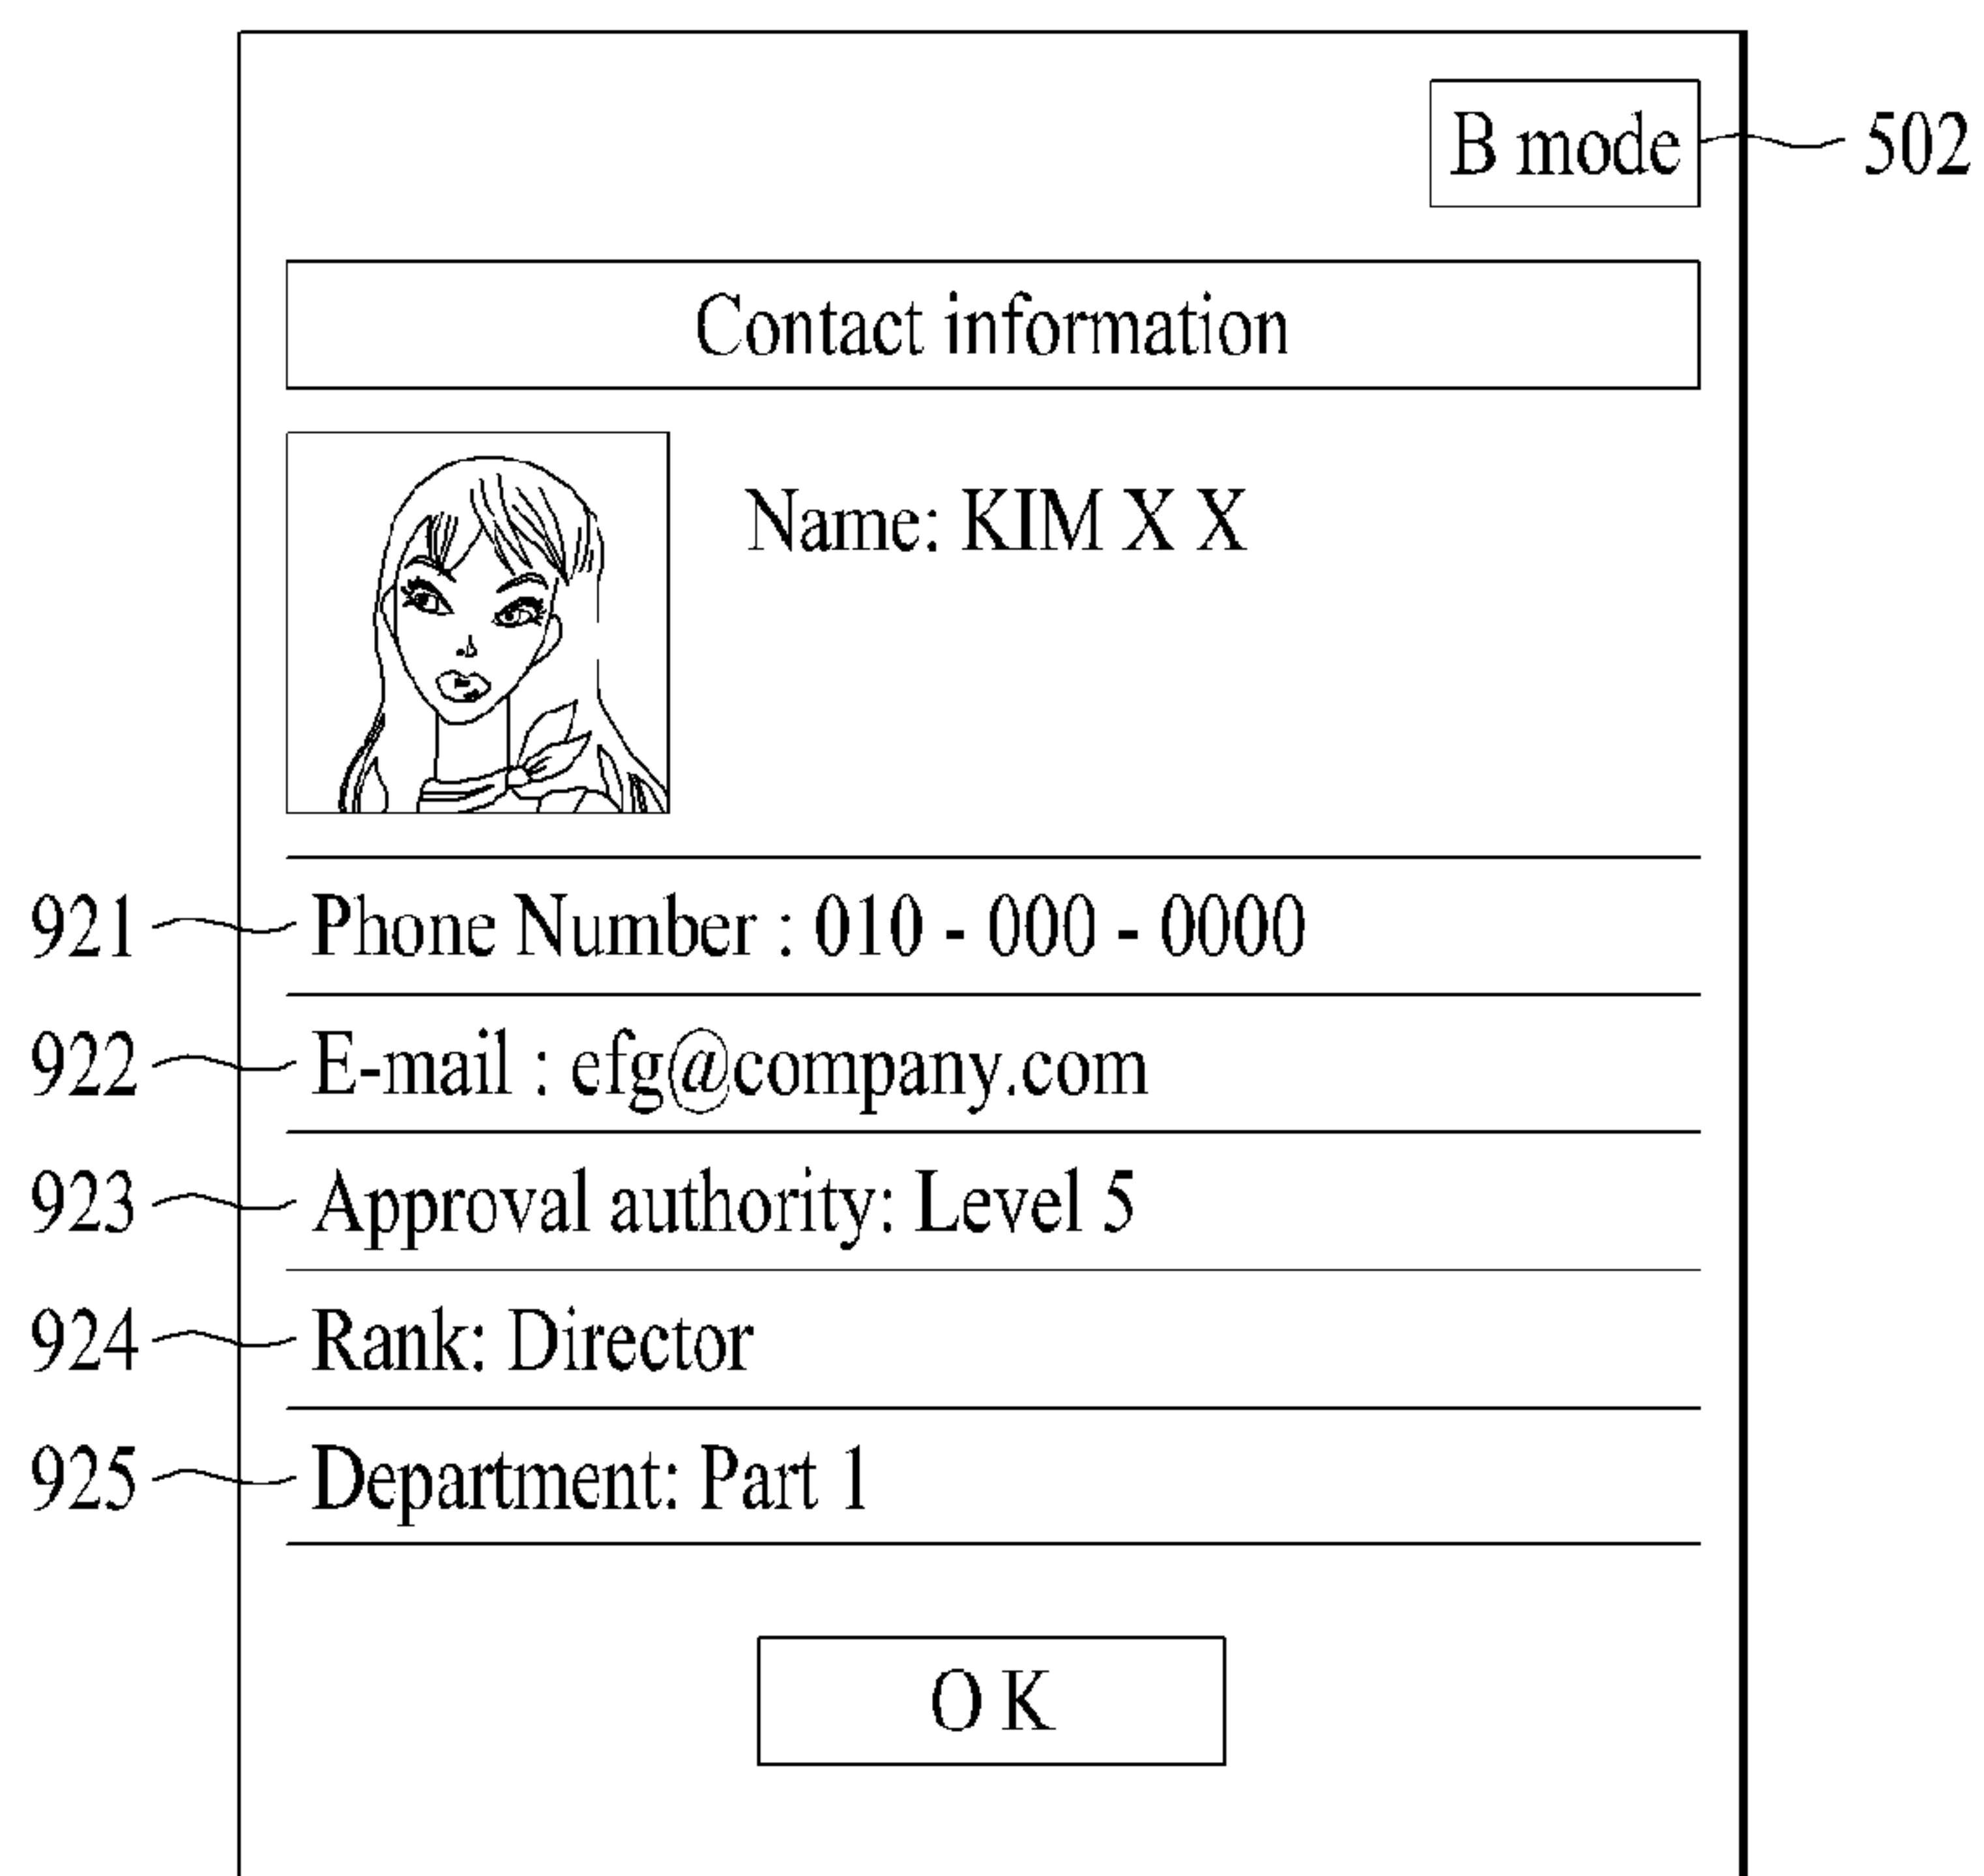 B mode 502
Contact information
Name: KIM X X
921 Phone Number : 010 - 000 - 0000
922 E-mail : efg@company.com
923 Approval authority: Level 5
924 Rank: Director
925 Department: Part 1
O K